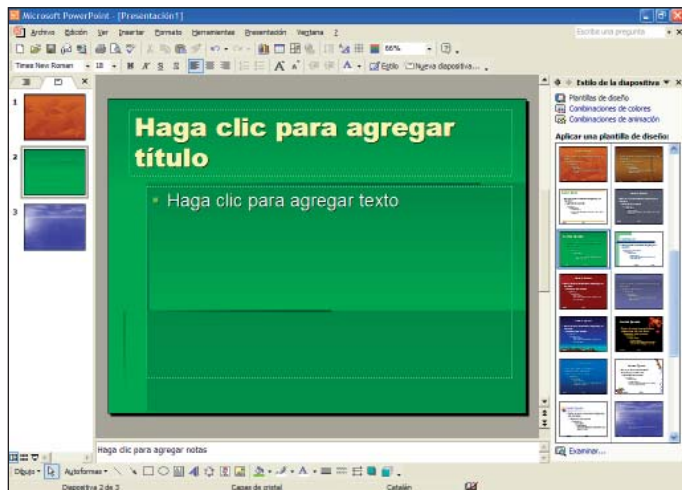 Microsoft PowerPoint - [Presentación1]
Archivo Edición Ver Insertar Formato Herramientas Presentación Ventana ?
Escriba una pregunta
66%
Times New Roman 18 N K S S Estilo Nueva diapositiva...
Estilo de la diapositiva
Plantillas de diseño
Combinaciones de colores
Combinaciones de animación
Aplicar una plantilla de diseño:
1
2
3
Haga clic para agregar
título
Haga clic para agregar texto
Examinar...
Haga clic para agregar notas
Dibujo Autoformas
Diapositiva 2 de 3 Capas de cristal Catalán